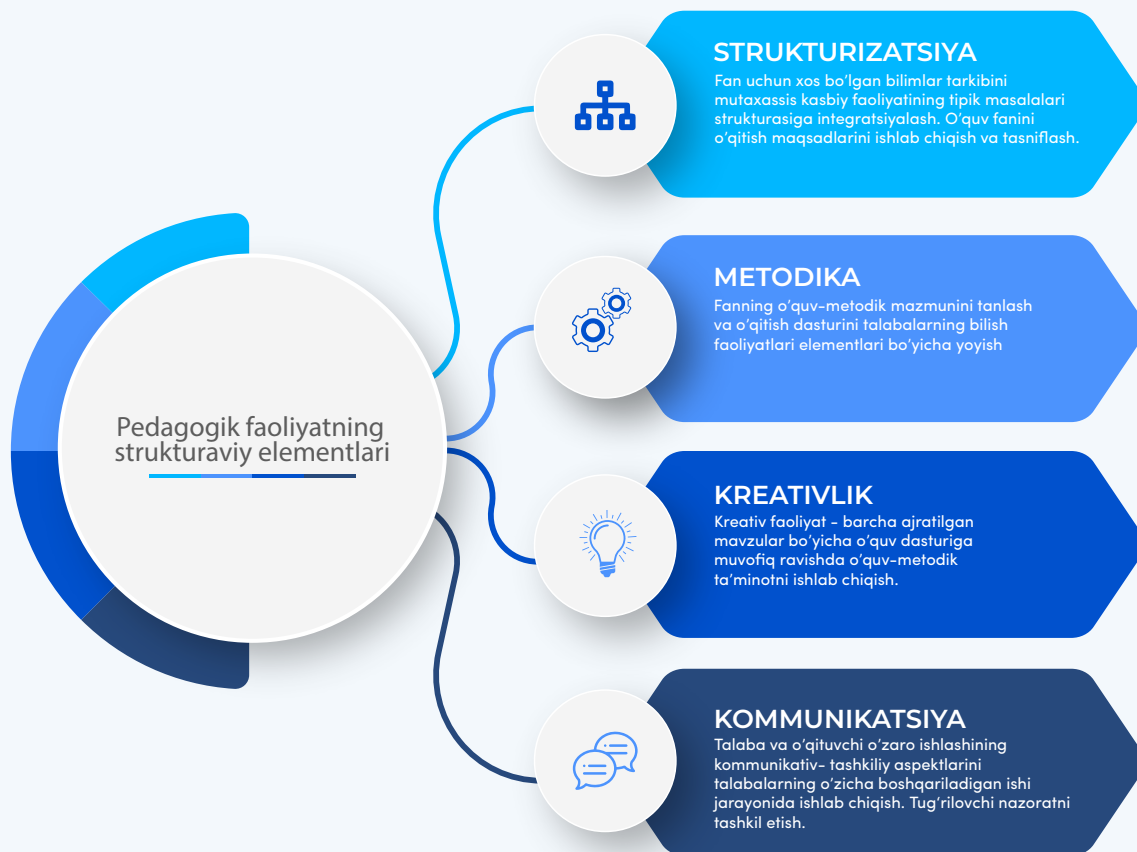 Pedagogik faoliyatning
strukturaviy elementlari
STRUKTURIZATSIYA
Fan uchun xos bo‘lgan bilimlar tarkibini
mutaxassis kasbiy faoliyatining tipik masalalari
strukturasiga integratsiyalash. O‘quv fanini
o‘qitish maqsadlarini ishlab chiqish va tasniflash.
METODIKA
Fanning o‘quv-metodik mazmunini tanlash
va o‘qitish dasturini talabalarning bilish
faoliyatlari elementlari bo‘yicha yoyish
KREATIVLIK
Kreativ faoliyat - barcha ajratilgan
mavzular bo‘yicha o‘quv dasturiga
muvofiq ravishda o‘quv-metodik
ta’minotni ishlab chiqish.
KOMMUNIKATSIYA
Talaba va o‘qituvchi o‘zaro ishlashining
kommunikativ- tashkiliy aspektlarini
talabalarning o‘zicha boshqariladigan ishi
jarayonida ishlab chiqish. Tug‘rilovchi nazoratni
tashkil etish.